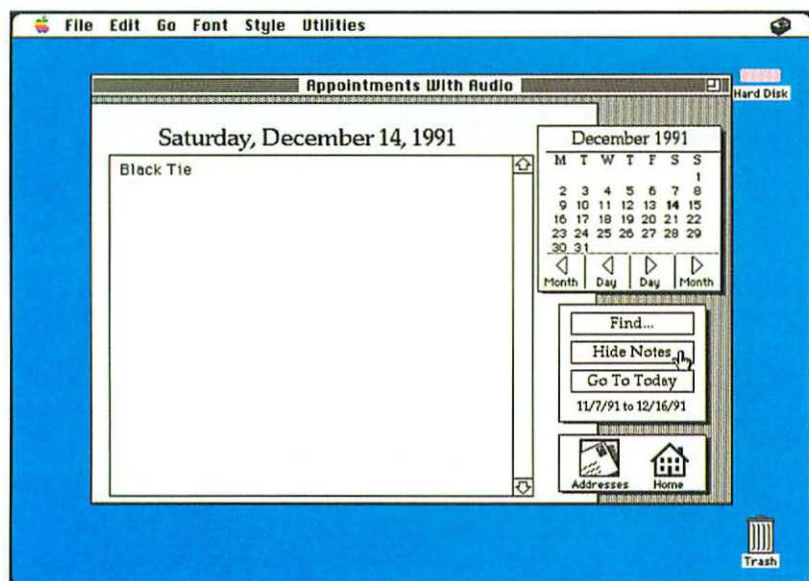 File Edit Go Font Style Utilities
Appointments With Audio
Hard Disk
Saturday, December 14, 1991
Black Tie
December 1991
M T W T F S S
1
2 3 4 5 6 7 8
9 10 11 12 13 14 15
16 17 18 19 20 21 22
23 24 25 26 27 28 29
30 31
Month Day Day Month
Find...
Hide Notes
Go To Today
11/7/91 to 12/16/91
Addresses Home
Trash